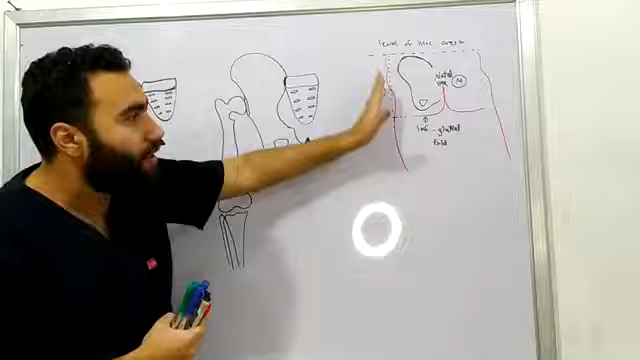 level of iliac crest
Natal
line
M
Inf-gluteal
fold